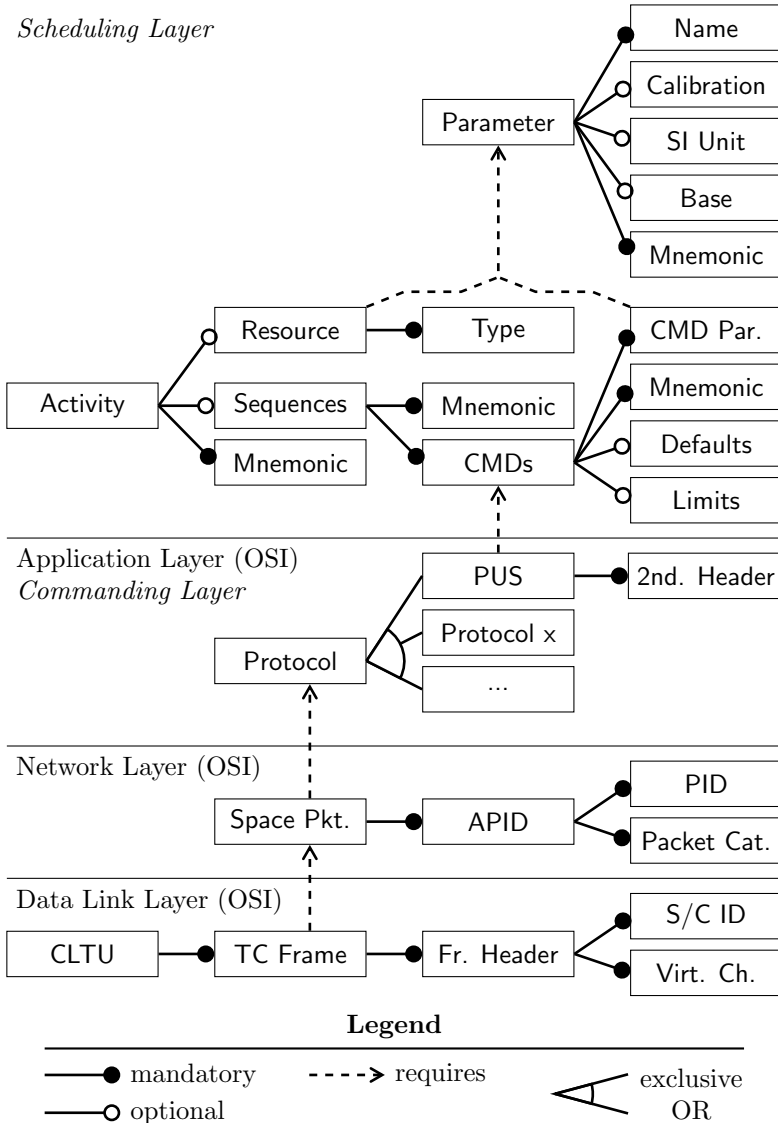 Scheduling Layer
Name
Calibration
Parameter
SI Unit
Base
Mnemonic
Resource
Type
CMD Par.
Activity
Sequences
Mnemonic
Mnemonic
Mnemonic
CMDs
Defaults
Limits
Application Layer (OSI)
Commanding Layer
PUS
2nd. Header
Protocol x
Protocol
...
Network Layer (OSI)
PID
Space Pkt.
APID
Packet Cat.
Data Link Layer (OSI)
S/C ID
CLTU
TC Frame
Fr. Header
Virt. Ch.
Legend
mandatory
requires
exclusive
OR
optional